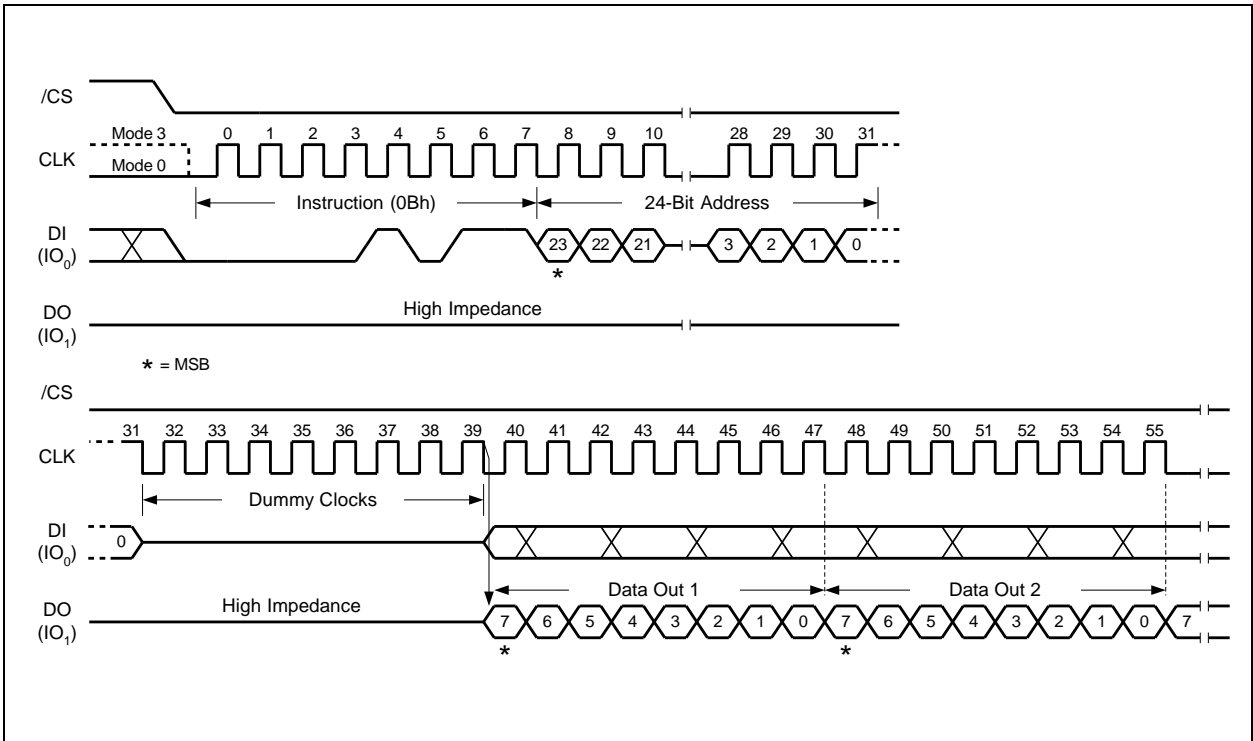 /CS
Mode 3 0 1 2 3 4 5 6 7 8 9 10 28 29 30 31
CLK
Mode 0
Instruction (0Bh) 24-Bit Address
DI
(IO0) 23 22 21 3 2 1 0
*
High Impedance
DO
(IO1)
* = MSB
/CS
31 32 33 34 35 36 37 38 39 40 41 42 43 44 45 46 47 48 49 50 51 52 53 54 55
CLK
Dummy Clocks
DI
(IO0) 0
Data Out 1 Data Out 2
High Impedance
DO
(IO1) 7 6 5 4 3 2 1 0 7 6 5 4 3 2 1 0 7
* *